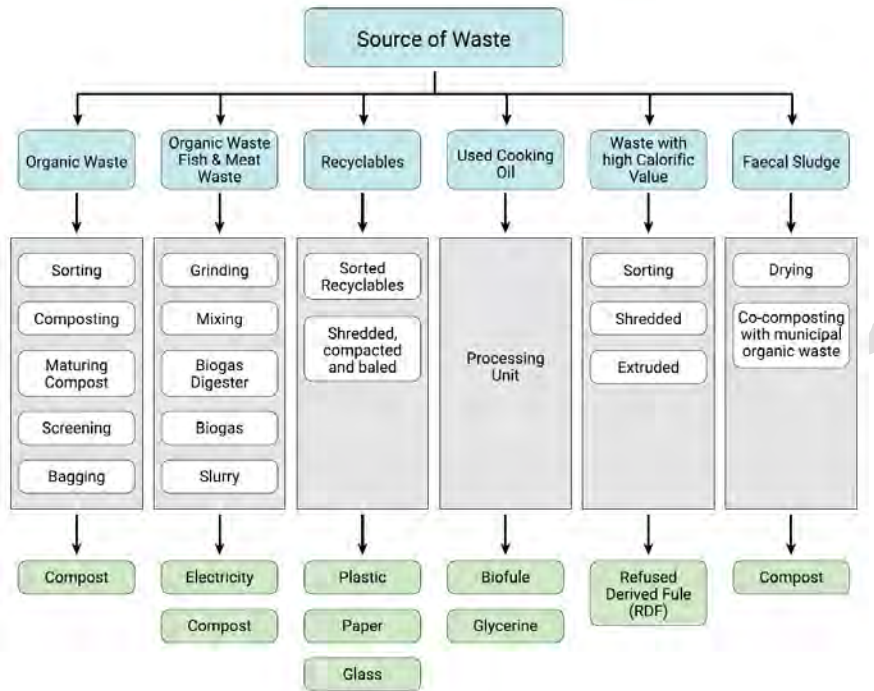 Source of Waste
Organic Waste
Organic Waste
Fish & Meat
Waste
Recyclables
Used Cooking
Oil
Waste with
high Calorific
Value
Faecal Sludge
Sorting
Composting
Maturing
Compost
Screening
Bagging
Grinding
Mixing
Biogas
Digester
Biogas
Slurry
Sorted
Recyclables
Shredded,
compacted
and baled
Processing
Unit
Sorting
Shredded
Extruded
Drying
Co-composting
with municipal
organic waste
Compost
Electricity
Compost
Plastic
Paper
Glass
Biofule
Glycerine
Refused
Derived Fule
(RDF)
Compost